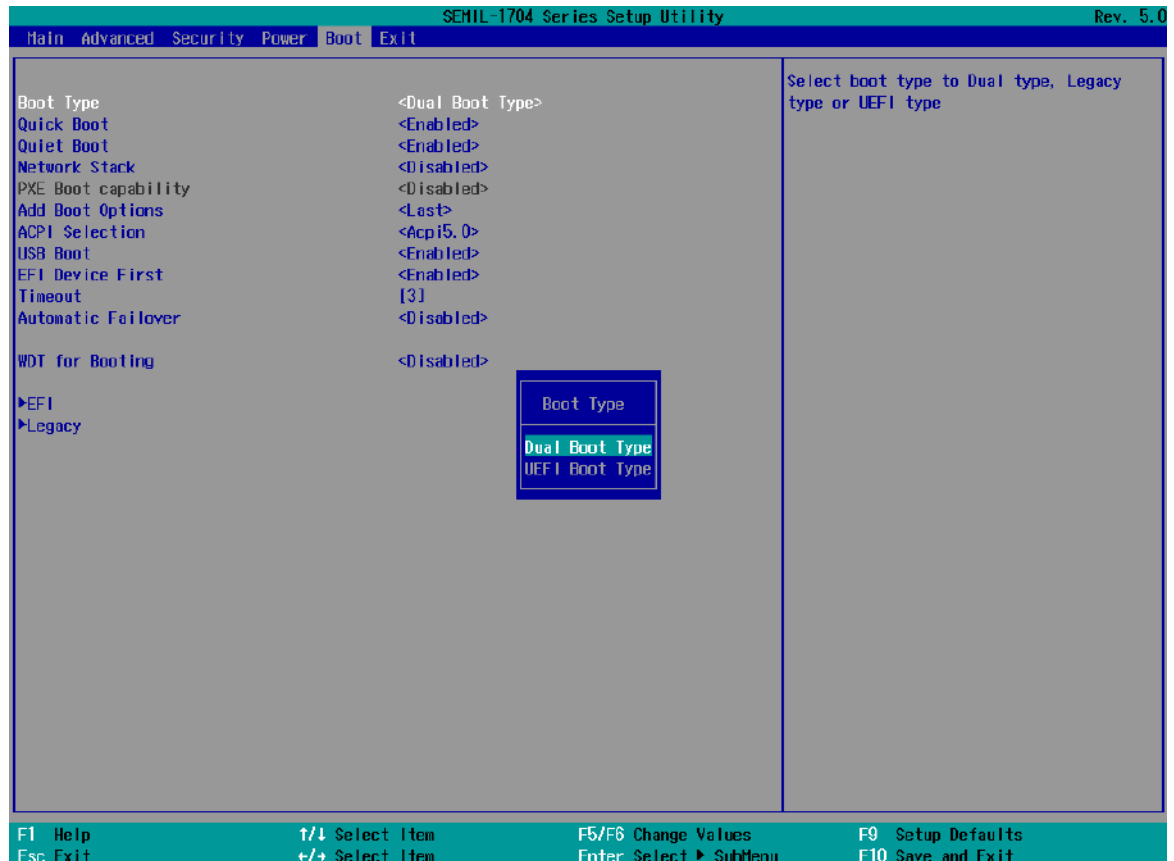 SEMIL-1704 Series Setup Utility Rev. 5.0
Main Advanced Security Power Boot Exit
Select boot type to Dual type, Legacy
type or UEFI type
Boot Type <Dual Boot Type>
Quick Boot <Enabled>
Quiet Boot <Enabled>
Network Stack <Disabled>
PXE Boot capability <Disabled>
Add Boot Options <Last>
ACPI Selection <Acpi5.0>
USB Boot <Enabled>
EFI Device First <Enabled>
Timeout [3]
Automatic Failover <Disabled>
WDT for Booting <Disabled>
►EFI
►Legacy
Boot Type
Dual Boot Type
UEFI Boot Type
F1 Help ↑/↓ Select Item F5/F6 Change Values F9 Setup Defaults
Esc Exit ←/→ Select Item Enter Select ► SubMenu F10 Save and Exit